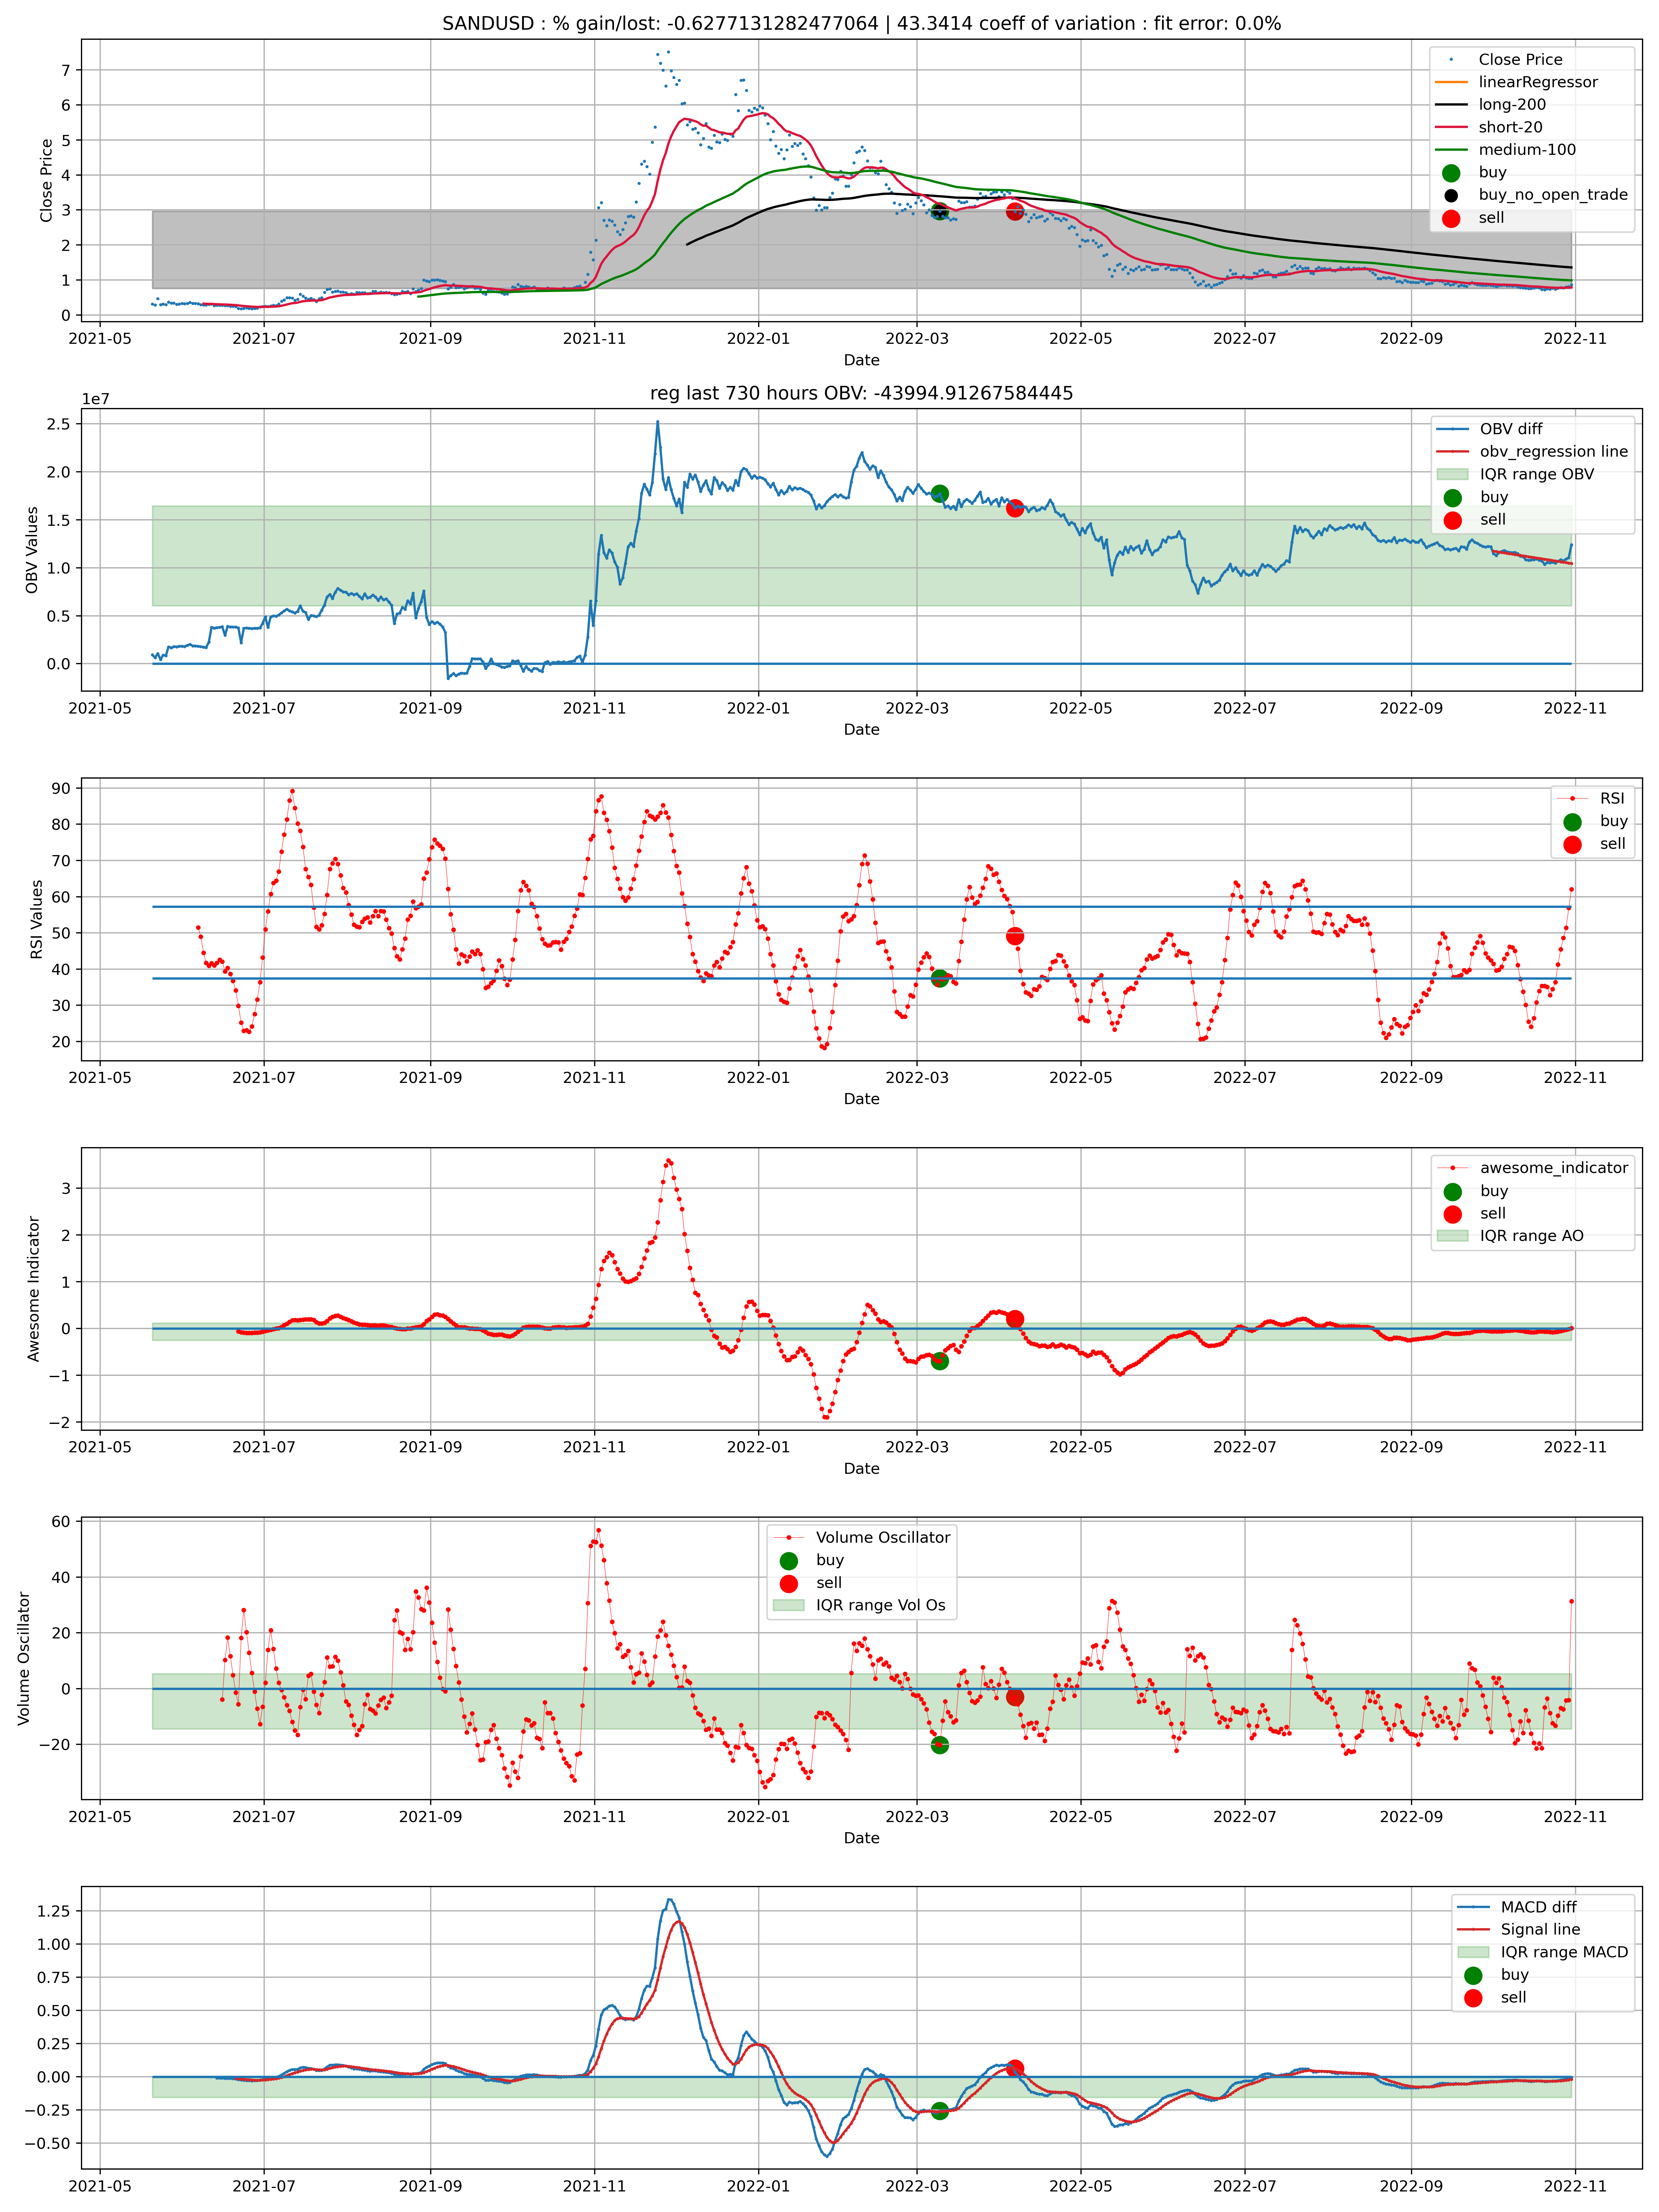 SANDUSD : % gain/lost: -0.6277131282477064 | 43.3414 coeff of variation : fit error: 0.0%
Close Price
7
6
5
4
3
2
1
0
Close Price
linearRegressor
long-200
short-20
medium-100
buy
buy_no_open_trade
sell
2021-05 2021-07 2021-09 2021-11 2022-01 2022-03 2022-05 2022-07 2022-09 2022-11
Date
reg last 730 hours OBV: -43994.91267584445
1e7
OBV Values
2.5
2.0
1.5
1.0
0.5
0.0
OBV diff
obv_regression line
IQR range OBV
buy
sell
2021-05 2021-07 2021-09 2021-11 2022-01 2022-03 2022-05 2022-07 2022-09 2022-11
Date
RSI Values
90
80
70
60
50
40
30
20
RSI
buy
sell
2021-05 2021-07 2021-09 2021-11 2022-01 2022-03 2022-05 2022-07 2022-09 2022-11
Date
Awesome Indicator
3
2
1
0
−1
−2
awesome_indicator
buy
sell
IQR range AO
2021-05 2021-07 2021-09 2021-11 2022-01 2022-03 2022-05 2022-07 2022-09 2022-11
Date
Volume Oscillator
60
40
20
0
−20
Volume Oscillator
buy
sell
IQR range Vol Os
2021-05 2021-07 2021-09 2021-11 2022-01 2022-03 2022-05 2022-07 2022-09 2022-11
Date
1.25
1.00
0.75
0.50
0.25
0.00
−0.25
−0.50
MACD diff
Signal line
IQR range MACD
buy
sell
2021-05 2021-07 2021-09 2021-11 2022-01 2022-03 2022-05 2022-07 2022-09 2022-11